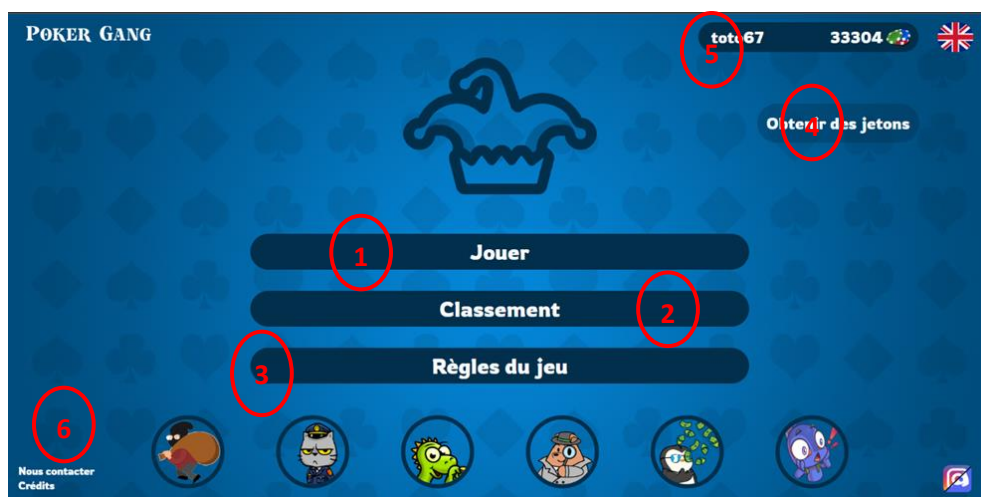 Poker Gang
toto67 33304
5
Obtenir des jetons
4
Jouer
1
Classement
2
Règles du jeu
3
6
Nous contacter
Crédits